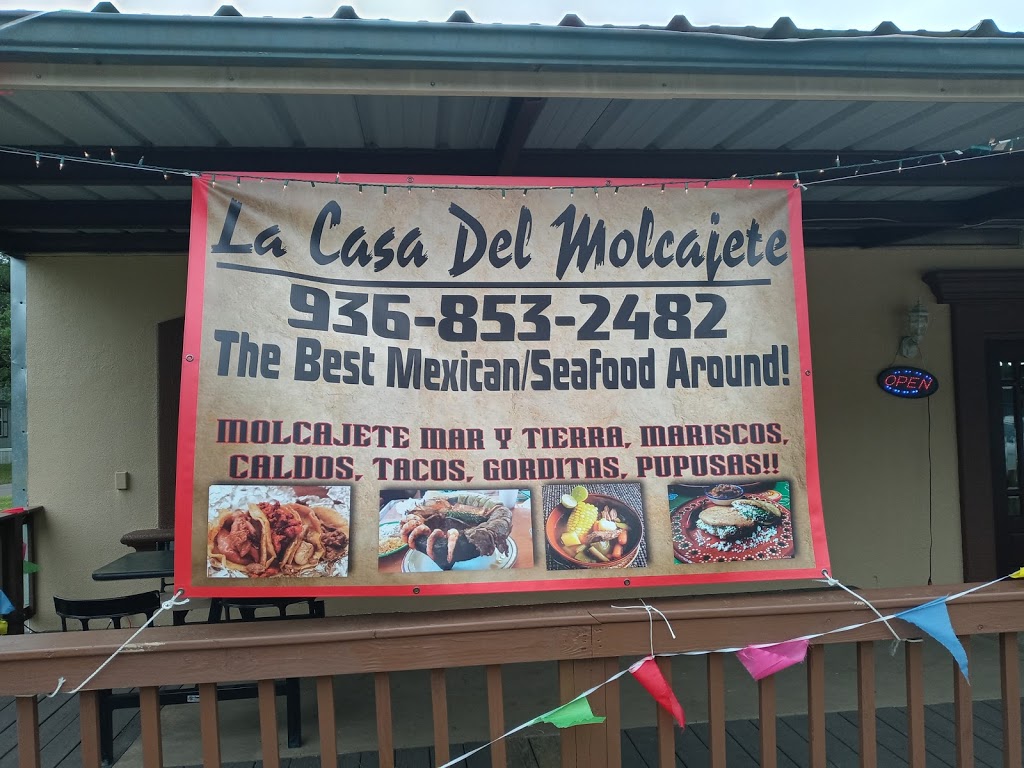 La Casa Del Molcajete
936-853-2482
The Best Mexican/Seafood Around!
MOLCAJETE MAR Y TIERRA, MARISCOS,
CALDOS, TACOS, GORDITAS, PUPUSAS!!
OPEN